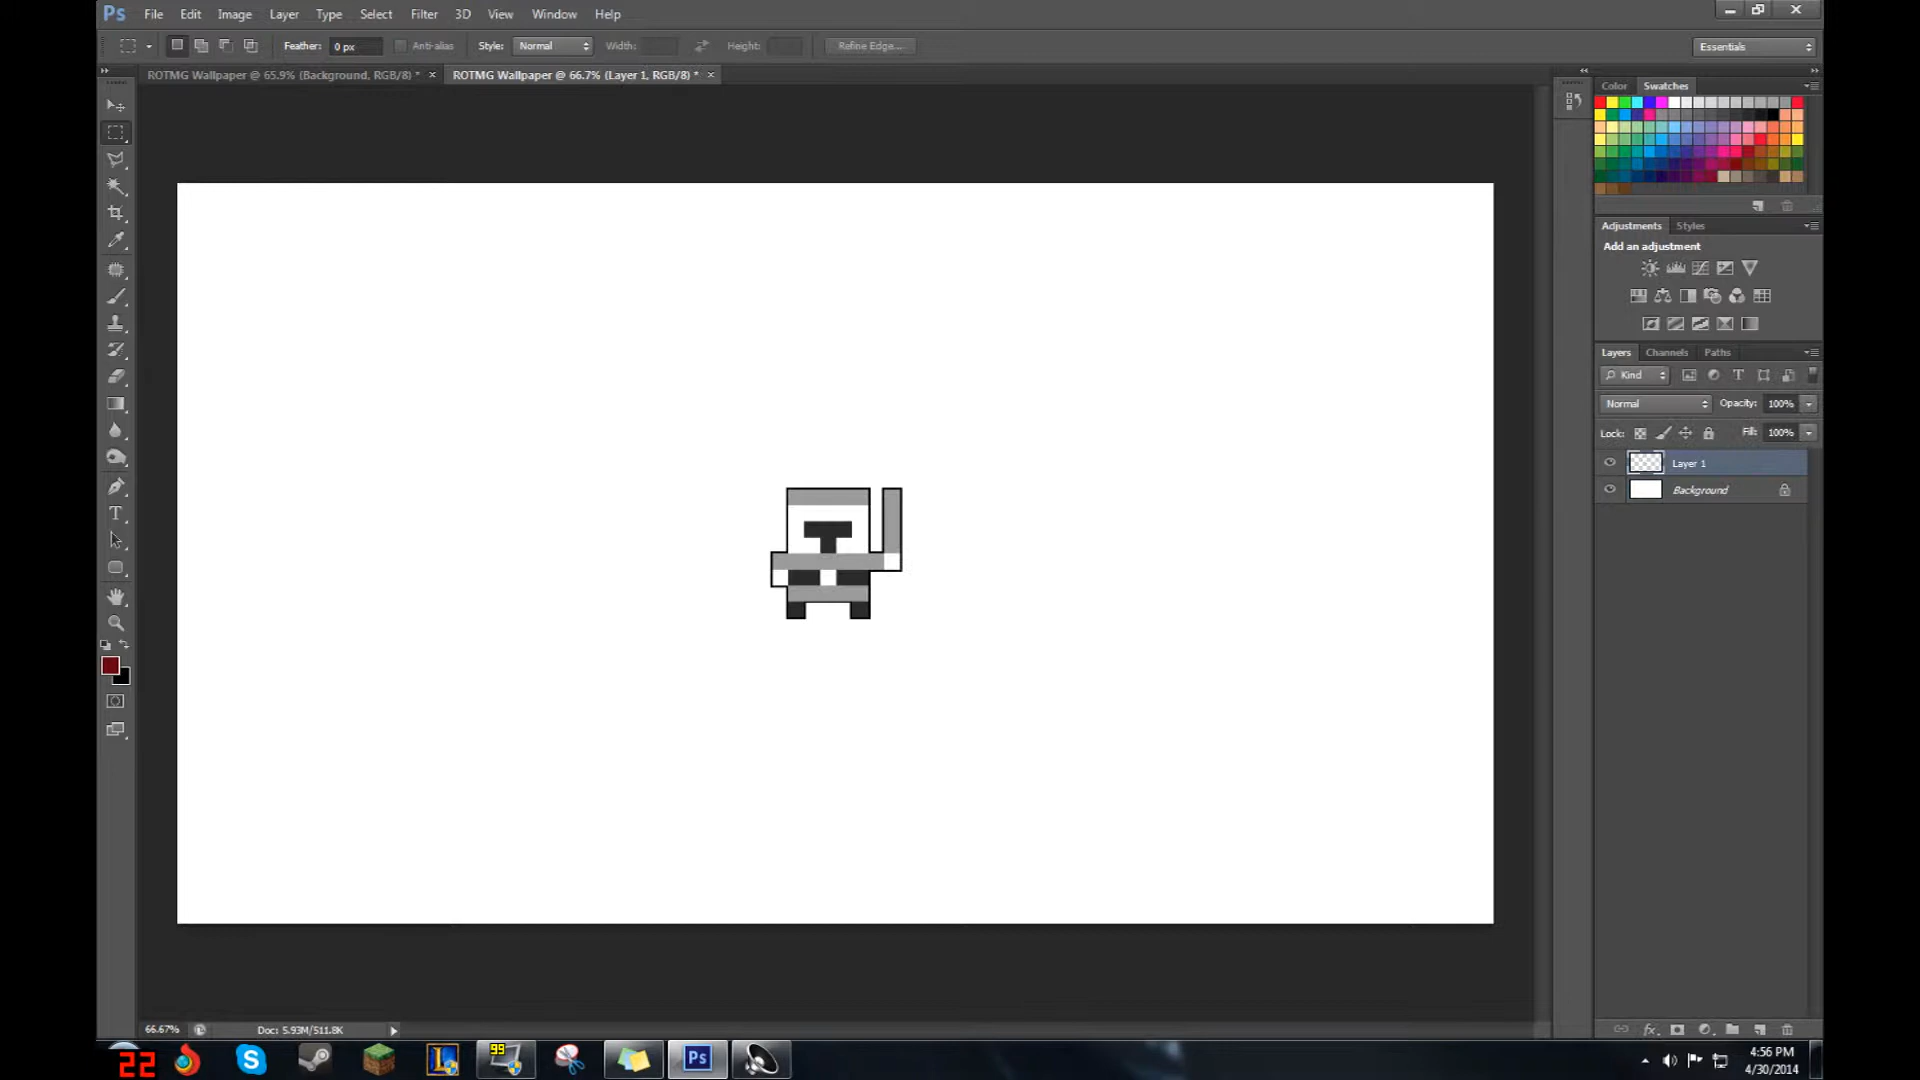 Ps File Edit Image Layer Type Select Filter 3D View Window Help
Feather: 0 px Anti-alias Style: Normal Width: Height: Refine Edge... Essentials
ROTMG Wallpaper @ 65.9% (Background, RGB/8) * × ROTMG Wallpaper @ 66.7% (Layer 1, RGB/8) * ×
Color Swatches
Adjustments Styles
Add an adjustment
Layers Channels Paths
Kind
Normal Opacity: 100%
Lock: Fill: 100%
Layer 1
Background
66.67% Doc: 5.93M/511.8K
22 99 Ps 4:56 PM
4/30/2014